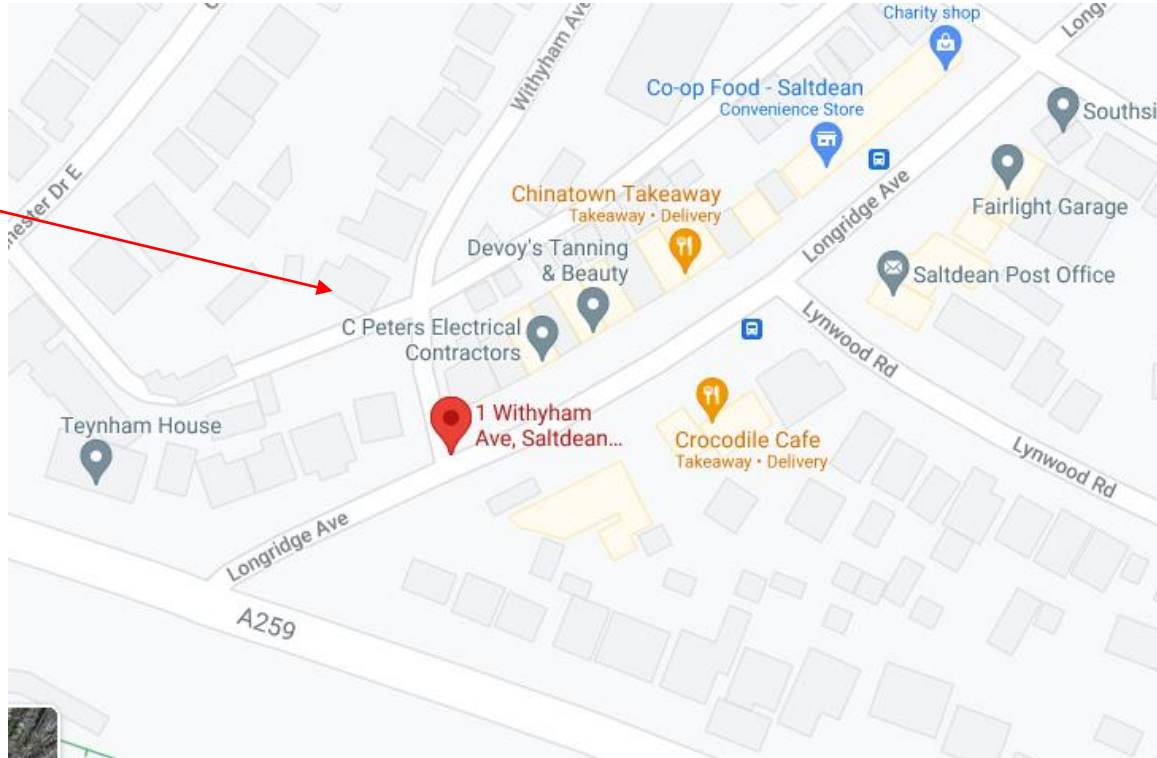 Charity shop
Withyham Ave
Co-op Food - Saltdean
Convenience Store
Southsi
Chinatown Takeaway
Takeaway • Delivery
Longridge Ave
Fairlight Garage
Devoy's Tanning
& Beauty
Saltdean Post Office
C Peters Electrical
Contractors
Lynwood Rd
Teynham House
1 Withyham
Ave, Saltdean...
Crocodile Cafe
Takeaway • Delivery
Lynwood Rd
Longridge Ave
A259